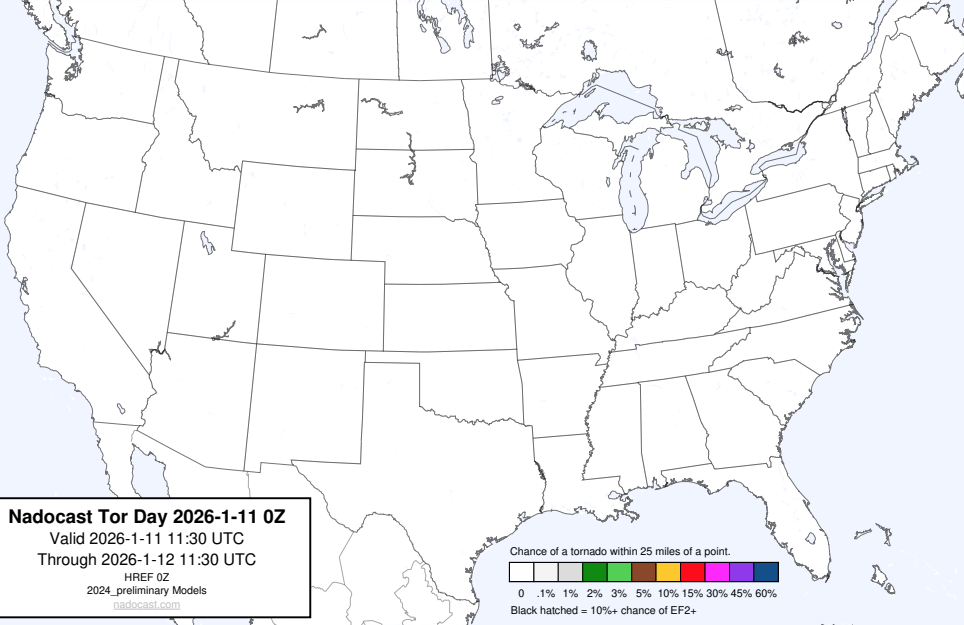 Nadocast Tor Day 2026-1-11 0Z
Valid 2026-1-11 11:30 UTC
Through 2026-1-12 11:30 UTC
HREF 0Z
2024_preliminary Models
nadocast.com
Chance of a tornado within 25 miles of a point.
0 .1% 1% 2% 3% 5% 10% 15% 30% 45% 60%
Black hatched = 10%+ chance of EF2+